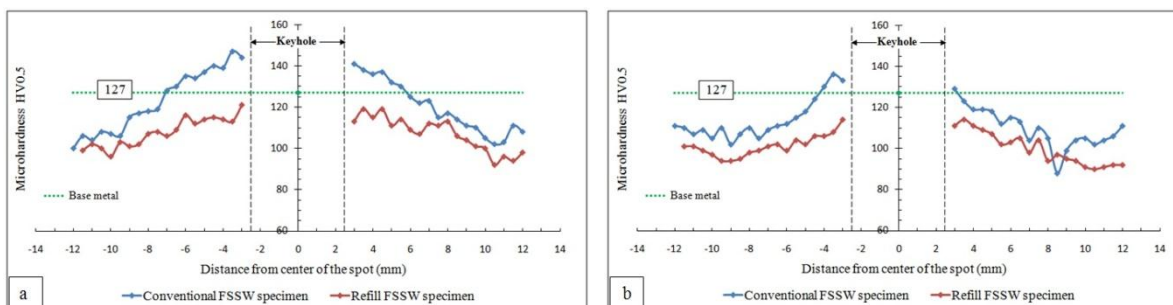 160
140
120
100
80
60
Keyhole
127
Base metal
Microhardness HV0.5
-14 -12 -10 -8 -6 -4 -2 0 2 4 6 8 10 12 14
Distance from center of the spot (mm)
a
Conventional FSSW specimen Refill FSSW specimen
160
140
120
100
80
60
Keyhole
127
Base metal
Microhardness HV0.5
-14 -12 -10 -8 -6 -4 -2 0 2 4 6 8 10 12 14
Distance from center of the spot (mm)
b
Conventional FSSW specimen Refill FSSW specimen